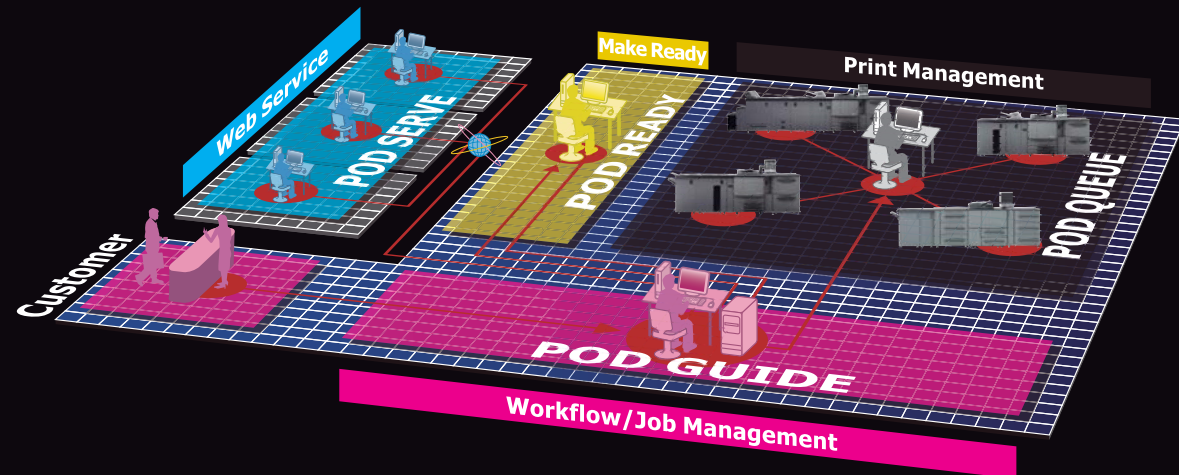 Web Service
POD SERVE
Make Ready
POD READY
Print Management
POD QUEUE
Customer
POD GUIDE
Workflow/Job Management